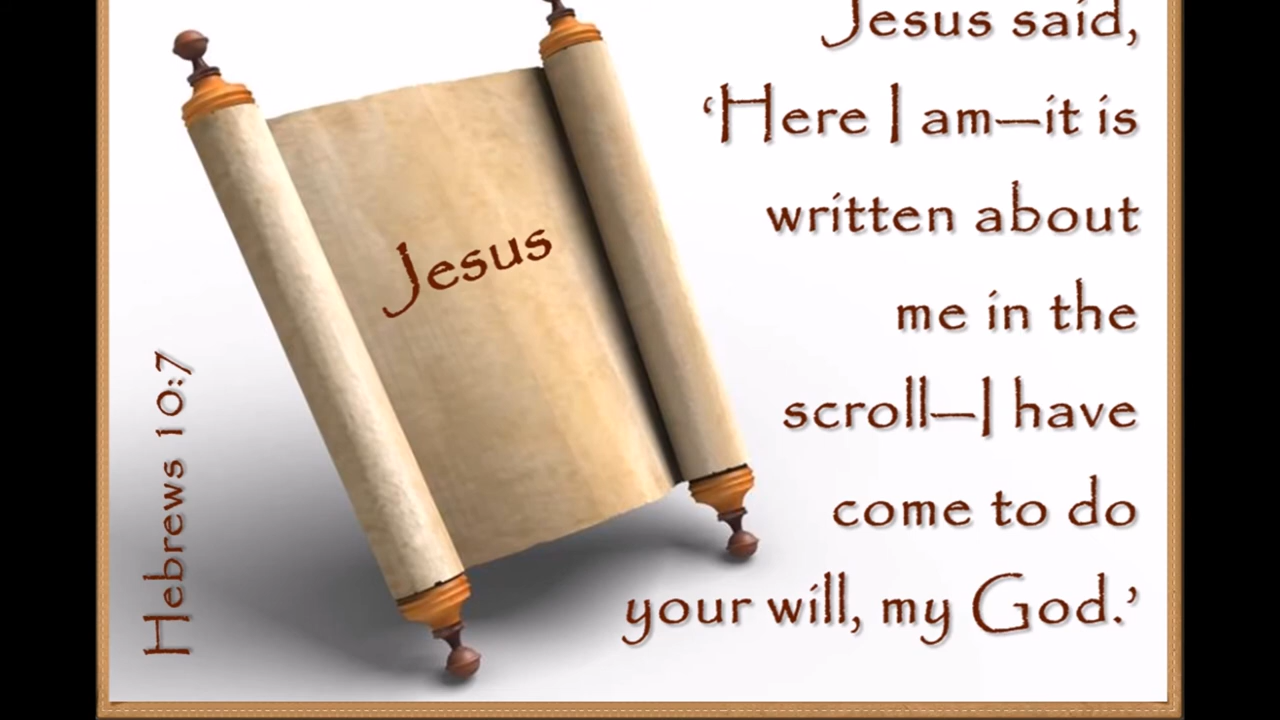 Jesus said,
‘Here I am—it is
written about
me in the
scroll—I have
come to do
your will, my God.’
Jesus
Hebrews 10:7